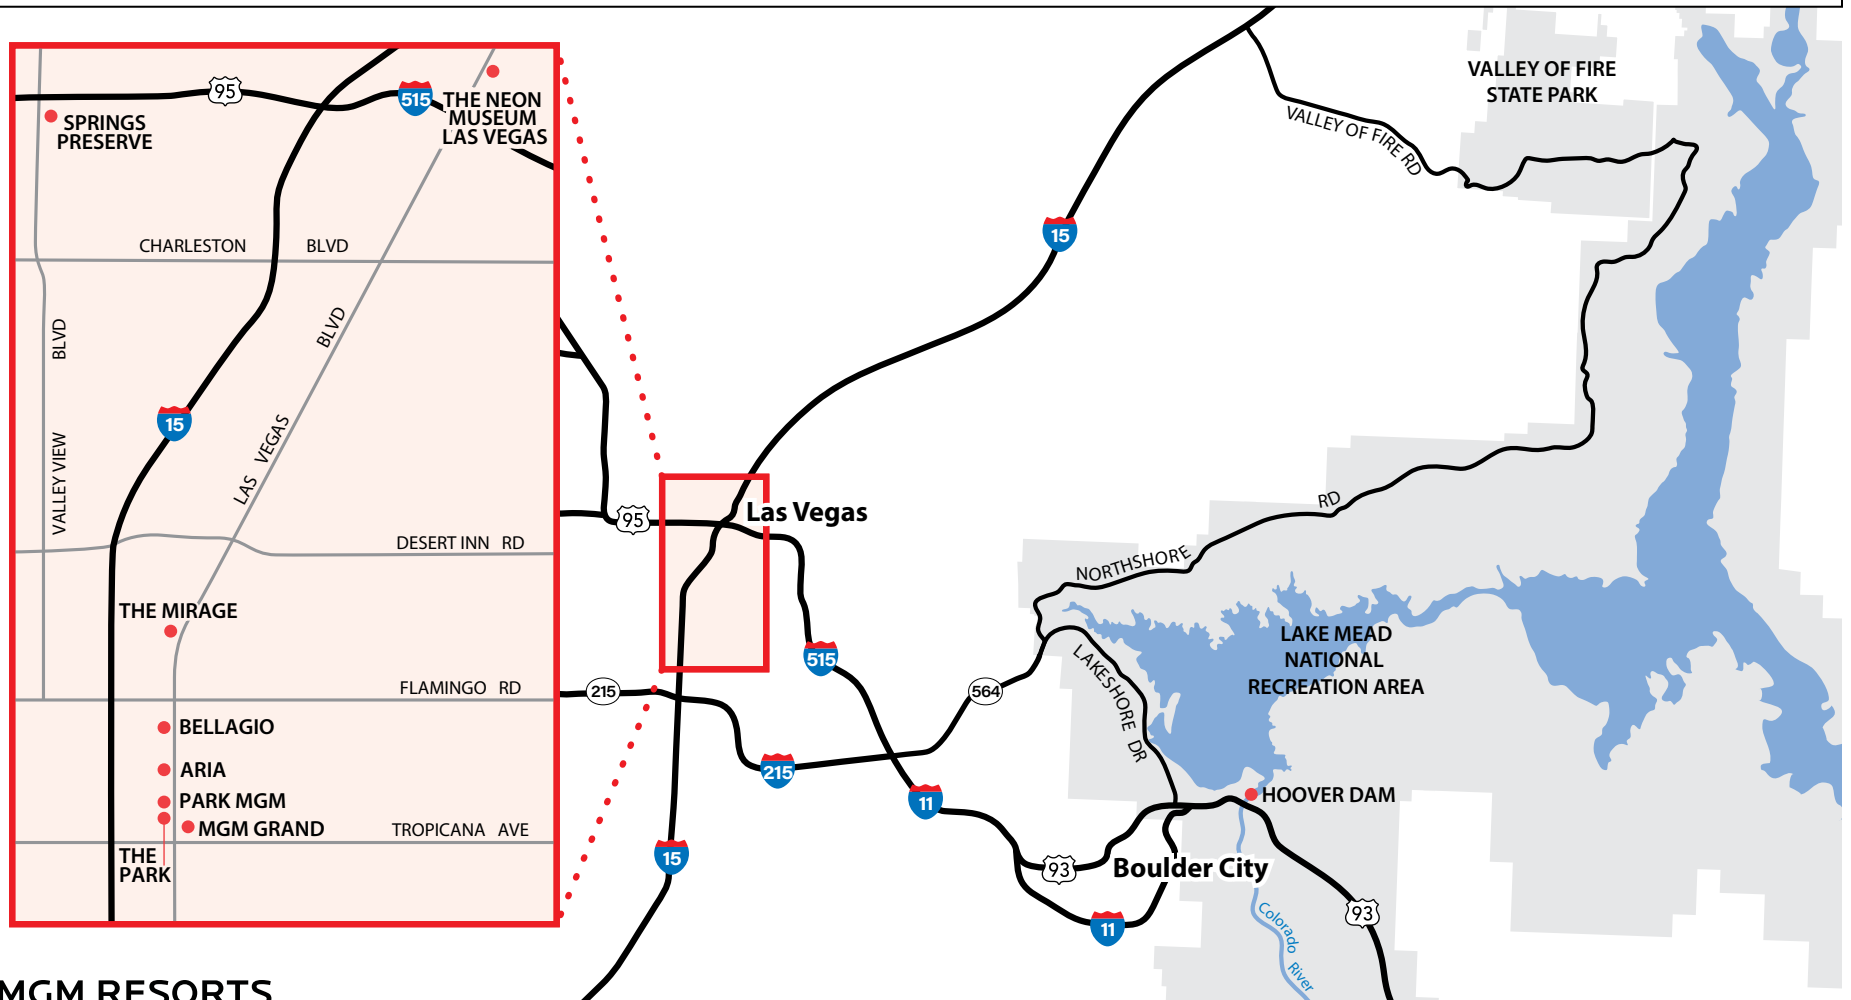 95
515
THE NEON
MUSEUM
LAS VEGAS
SPRINGS
PRESERVE
CHARLESTON BLVD
VALLEY VIEW BLVD
LAS VEGAS BLVD
15
DESERT INN RD
THE MIRAGE
FLAMINGO RD
BELLAGIO
ARIA
PARK MGM
MGM GRAND
TROPICANA AVE
THE
PARK
MGM RESORTS
VALLEY OF FIRE
STATE PARK
VALLEY OF FIRE RD
15
95
Las Vegas
NORTHSHORE RD
515
215
564
LAKE MEAD
NATIONAL
RECREATION AREA
LAKESHORE DR
215
11
HOOVER DAM
15
93
Boulder City
93
11
Colorado River